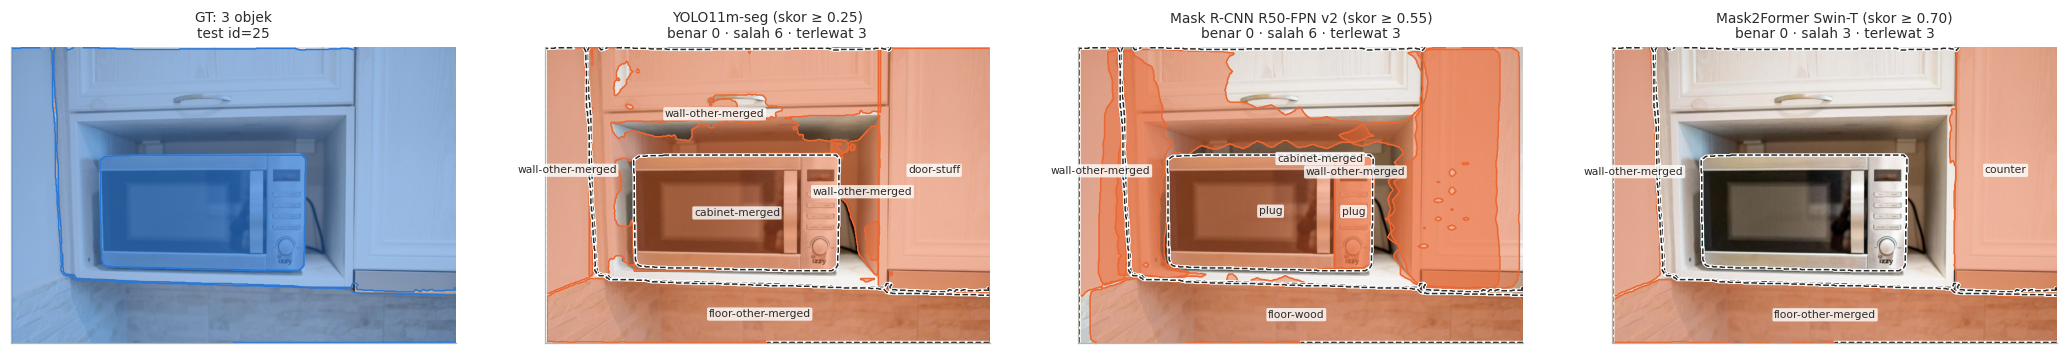 GT: 3 objek
test id=25
YOLO11m-seg (skor ≥ 0.25)
benar 0 · salah 6 · terlewat 3
wall-other-merged
wall-other-merged
door-stuff
wall-other-merged
cabinet-merged
floor-other-merged
Mask R-CNN R50-FPN v2 (skor ≥ 0.55)
benar 0 · salah 6 · terlewat 3
cabinet-merged
wall-other-merged
wall-other-merged
plug
plug
floor-wood
Mask2Former Swin-T (skor ≥ 0.70)
benar 0 · salah 3 · terlewat 3
wall-other-merged
counter
floor-other-merged